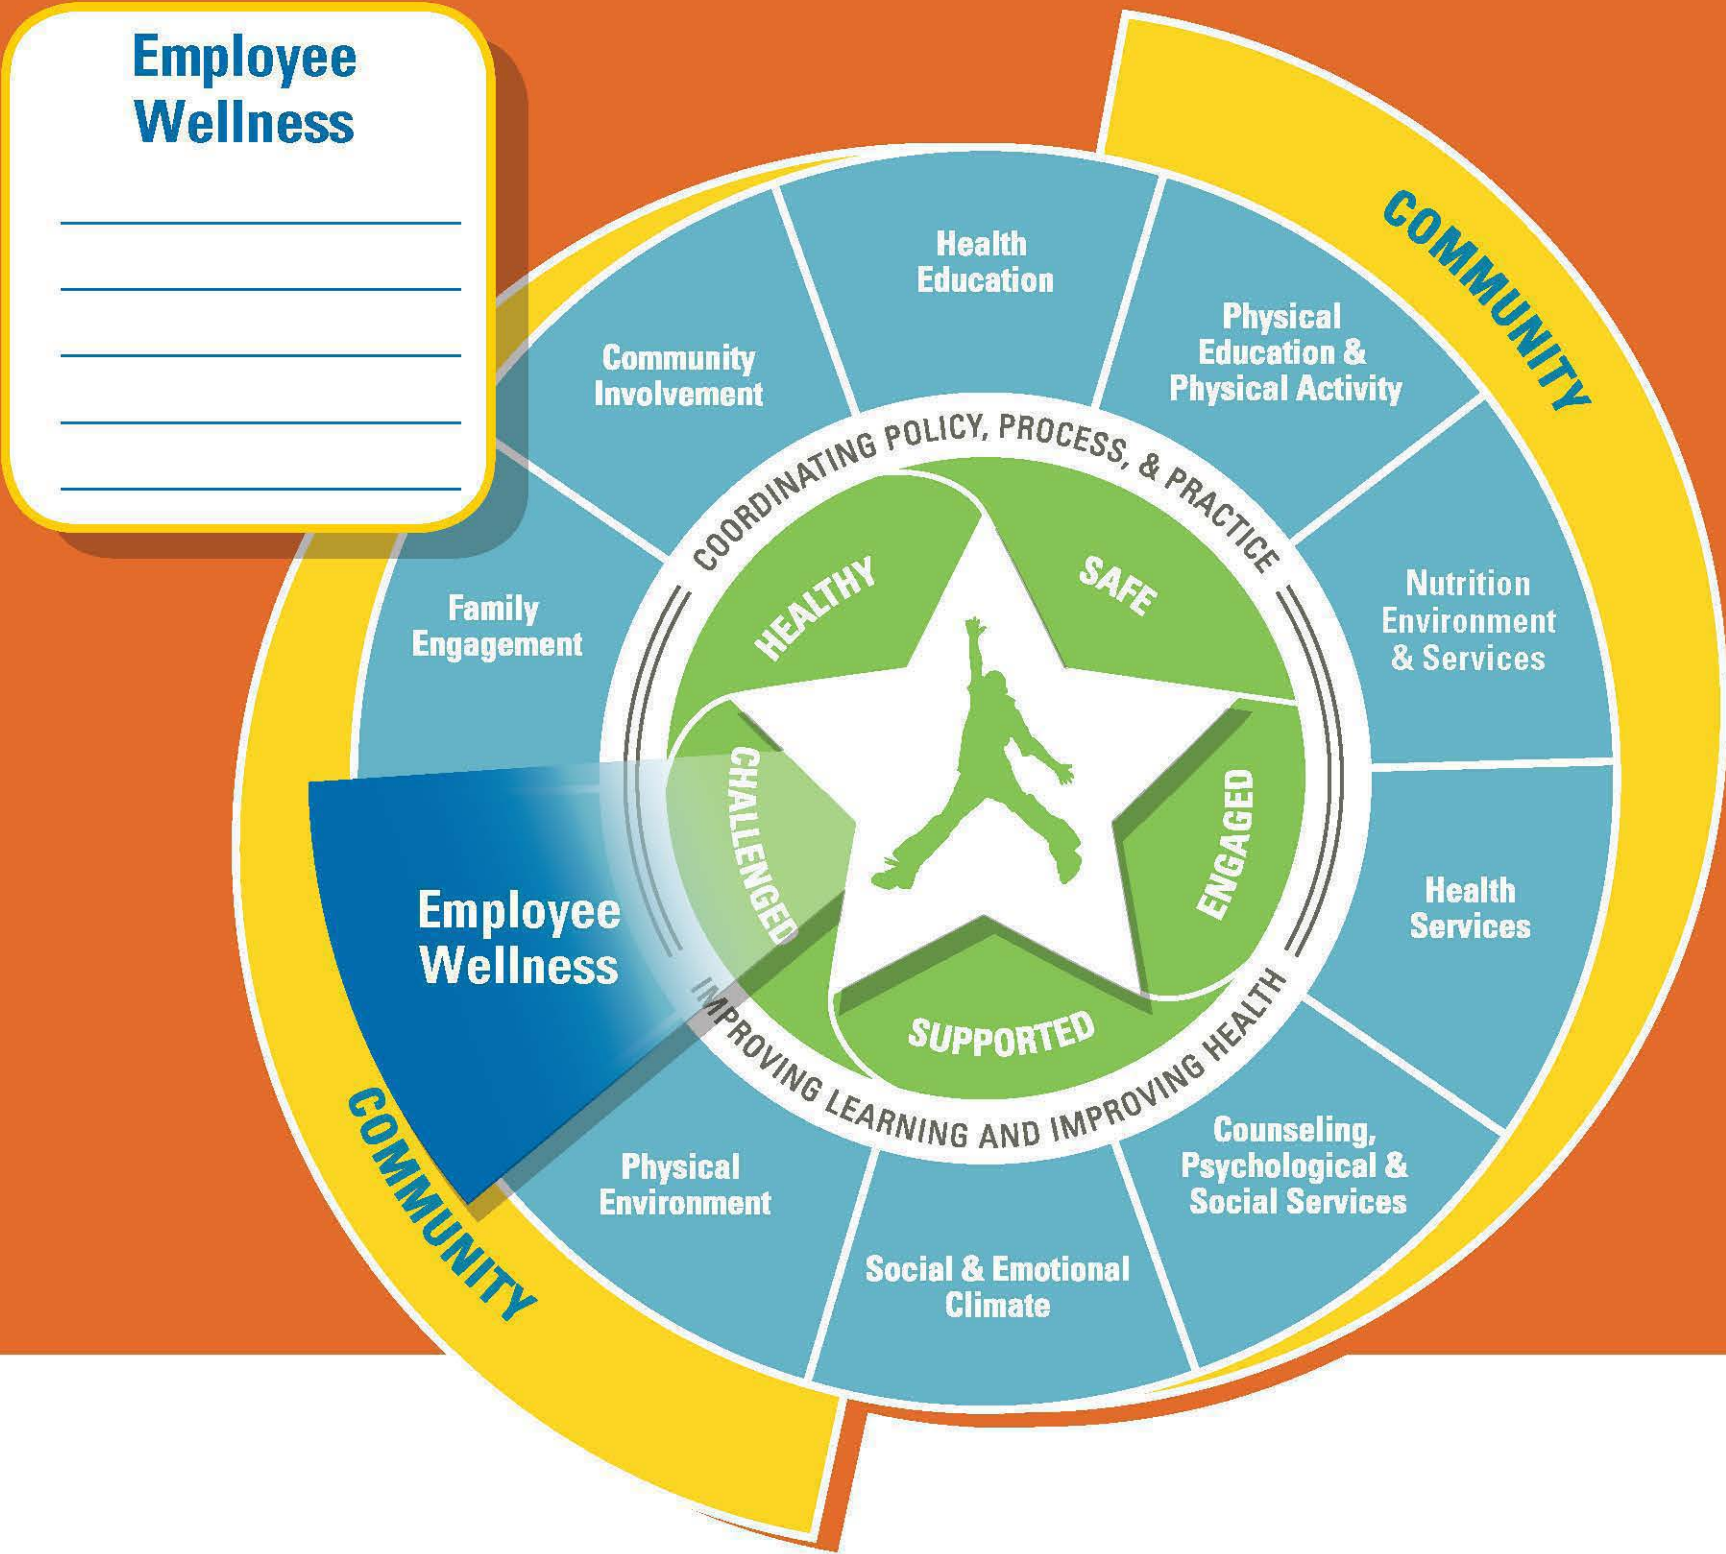 Employee
Wellness
COMMUNITY
Health
Education
Physical
Education &
Physical Activity
Community
Involvement
Nutrition
Environment
& Services
Family
Engagement
Health
Services
Employee
Wellness
Counseling,
Psychological &
Social Services
Physical
Environment
Social & Emotional
Climate
COMMUNITY
COORDINATING POLICY, PROCESS, & PRACTICE
IMPROVING LEARNING AND IMPROVING HEALTH
HEALTHY
SAFE
CHALLENGED
ENGAGED
SUPPORTED